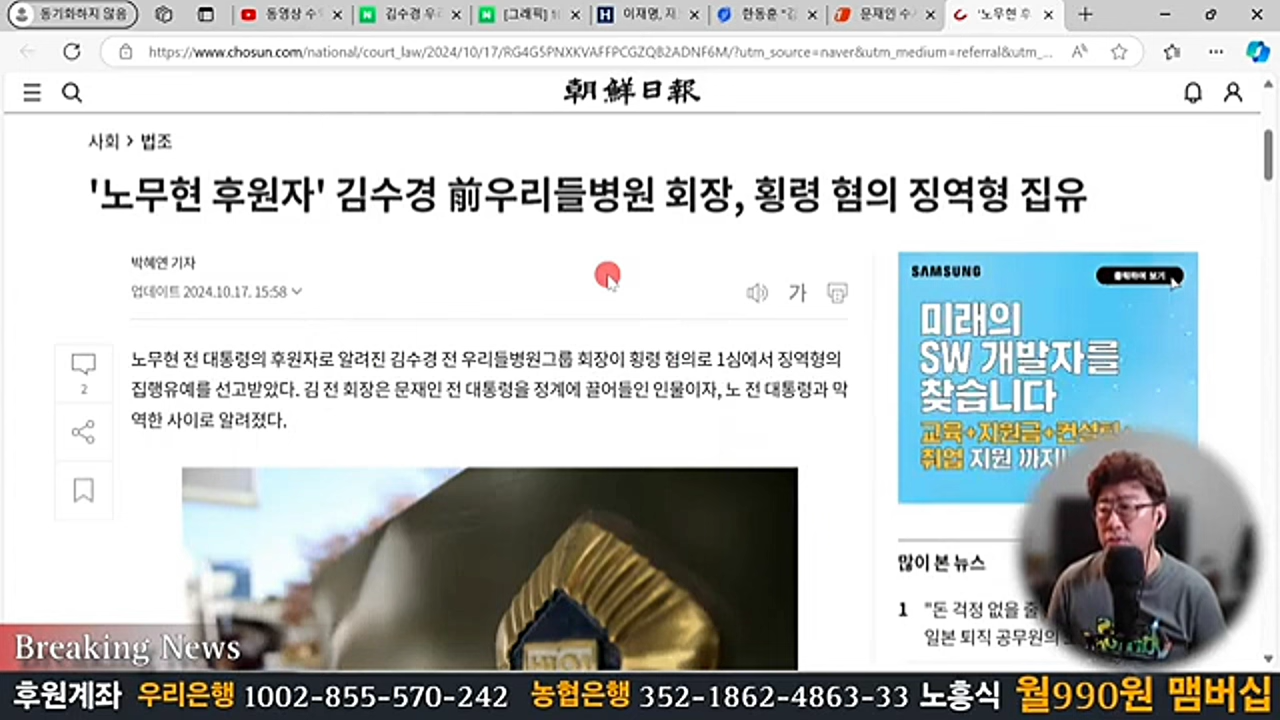 동기화하지 않음
동영상 수
김수경 우리
[그래픽]
이재명, 재
한동훈 "김
문재인 수
'노무현 후
https://www.chosun.com/national/court_law/2024/10/17/RG4G5PNXKVAFFPCGZQB2ADNF6M/?utm_source=naver&utm_medium=referral&utm_...
朝鮮日報
사회 > 법조
'노무현 후원자' 김수경 前우리들병원 회장, 횡령 혐의 징역형 집유
박혜연 기자
업데이트 2024.10.17. 15:58
가
2
노무현 전 대통령의 후원자로 알려진 김수경 전 우리들병원그룹 회장이 횡령 혐의로 1심에서 징역형의
집행유예를 선고받았다. 김 전 회장은 문재인 전 대통령을 정계에 끌어들인 인물이자, 노 전 대통령과 막
역한 사이로 알려졌다.
SAMSUNG
미래의
SW 개발자를
찾습니다
교육+지원금+컨설팅+
취업 지원 까지
많이 본 뉴스
1 "돈 걱정 없을 줄
일본 퇴직 공무원의
Breaking News
후원계좌 우리은행 1002-855-570-242 농협은행 352-1862-4863-33 노흥식 월990원 맴버십